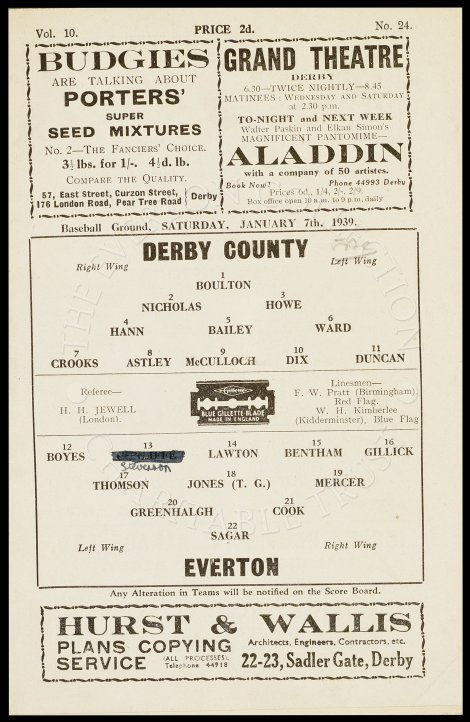 Vol. 10. PRICE 2d. No. 24.
BUDGIES
ARE TALKING ABOUT
PORTERS'
SUPER
SEED MIXTURES
No. 2—The Fanciers' Choice.
3½ lbs. for 1/-. 4½d. lb.
Compare the Quality.
57, East Street, Curzon Street,
176 London Road, Pear Tree Road
Derby
GRAND THEATRE
DERBY
6.30—TWICE NIGHTLY—8.45
Matinees: Wednesday and Saturday
at 2.30 p.m.
TO-NIGHT and NEXT WEEK
Walter Paskin and Elkan Simon's
MAGNIFICENT PANTOMIME—
ALADDIN
with a company of 50 artistes.
Book Now! Phone 44993 Derby
Prices 6d., 1/4, 2/-, 2/9.
Box office open 10 a.m. to 9 p.m. daily
Baseball Ground, SATURDAY, JANUARY 7th, 1939.
DERBY COUNTY
Right Wing Left Wing
1
BOULTON
2 3
NICHOLAS HOWE
4 5 6
HANN BAILEY WARD
7 8 9 10 11
CROOKS ASTLEY McCULLOCH DIX DUNCAN
Referee—
H. H. JEWELL
(London).
Gillette
BLUE GILLETTE BLADE
MADE IN ENGLAND
Linesmen—
F. W. Pratt (Birmingham)
Red Flag.
W. H. Kimberlee
(Kidderminster), Blue Flag
12 13 14 15 16
BOYES LAWTON BENTHAM GILLICK
17 18 19
THOMSON JONES (T. G.) MERCER
20 21
GREENHALGH COOK
22
SAGAR
Left Wing Right Wing
EVERTON
Any Alteration in Teams will be notified on the Score Board.
HURST & WALLIS
PLANS COPYING
SERVICE
(ALL PROCESSES).
Telephone 44918
Architects, Engineers, Contractors, etc.
22-23, Sadler Gate, Derby